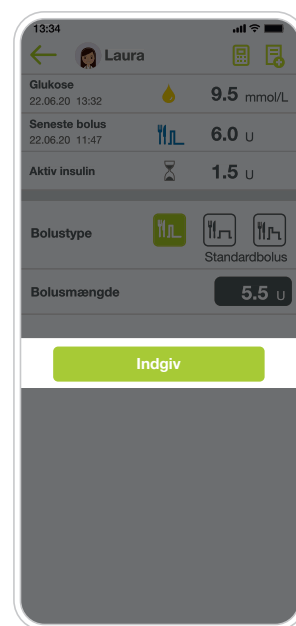 13:34
Laura
Glukose
22.06.20 13:32
9.5 mmol/L
Seneste bolus
22.06.20 11:47
6.0 U
Aktiv insulin
1.5 U
Bolustype
Standardbolus
Bolusmængde
5.5 U
Indgiv